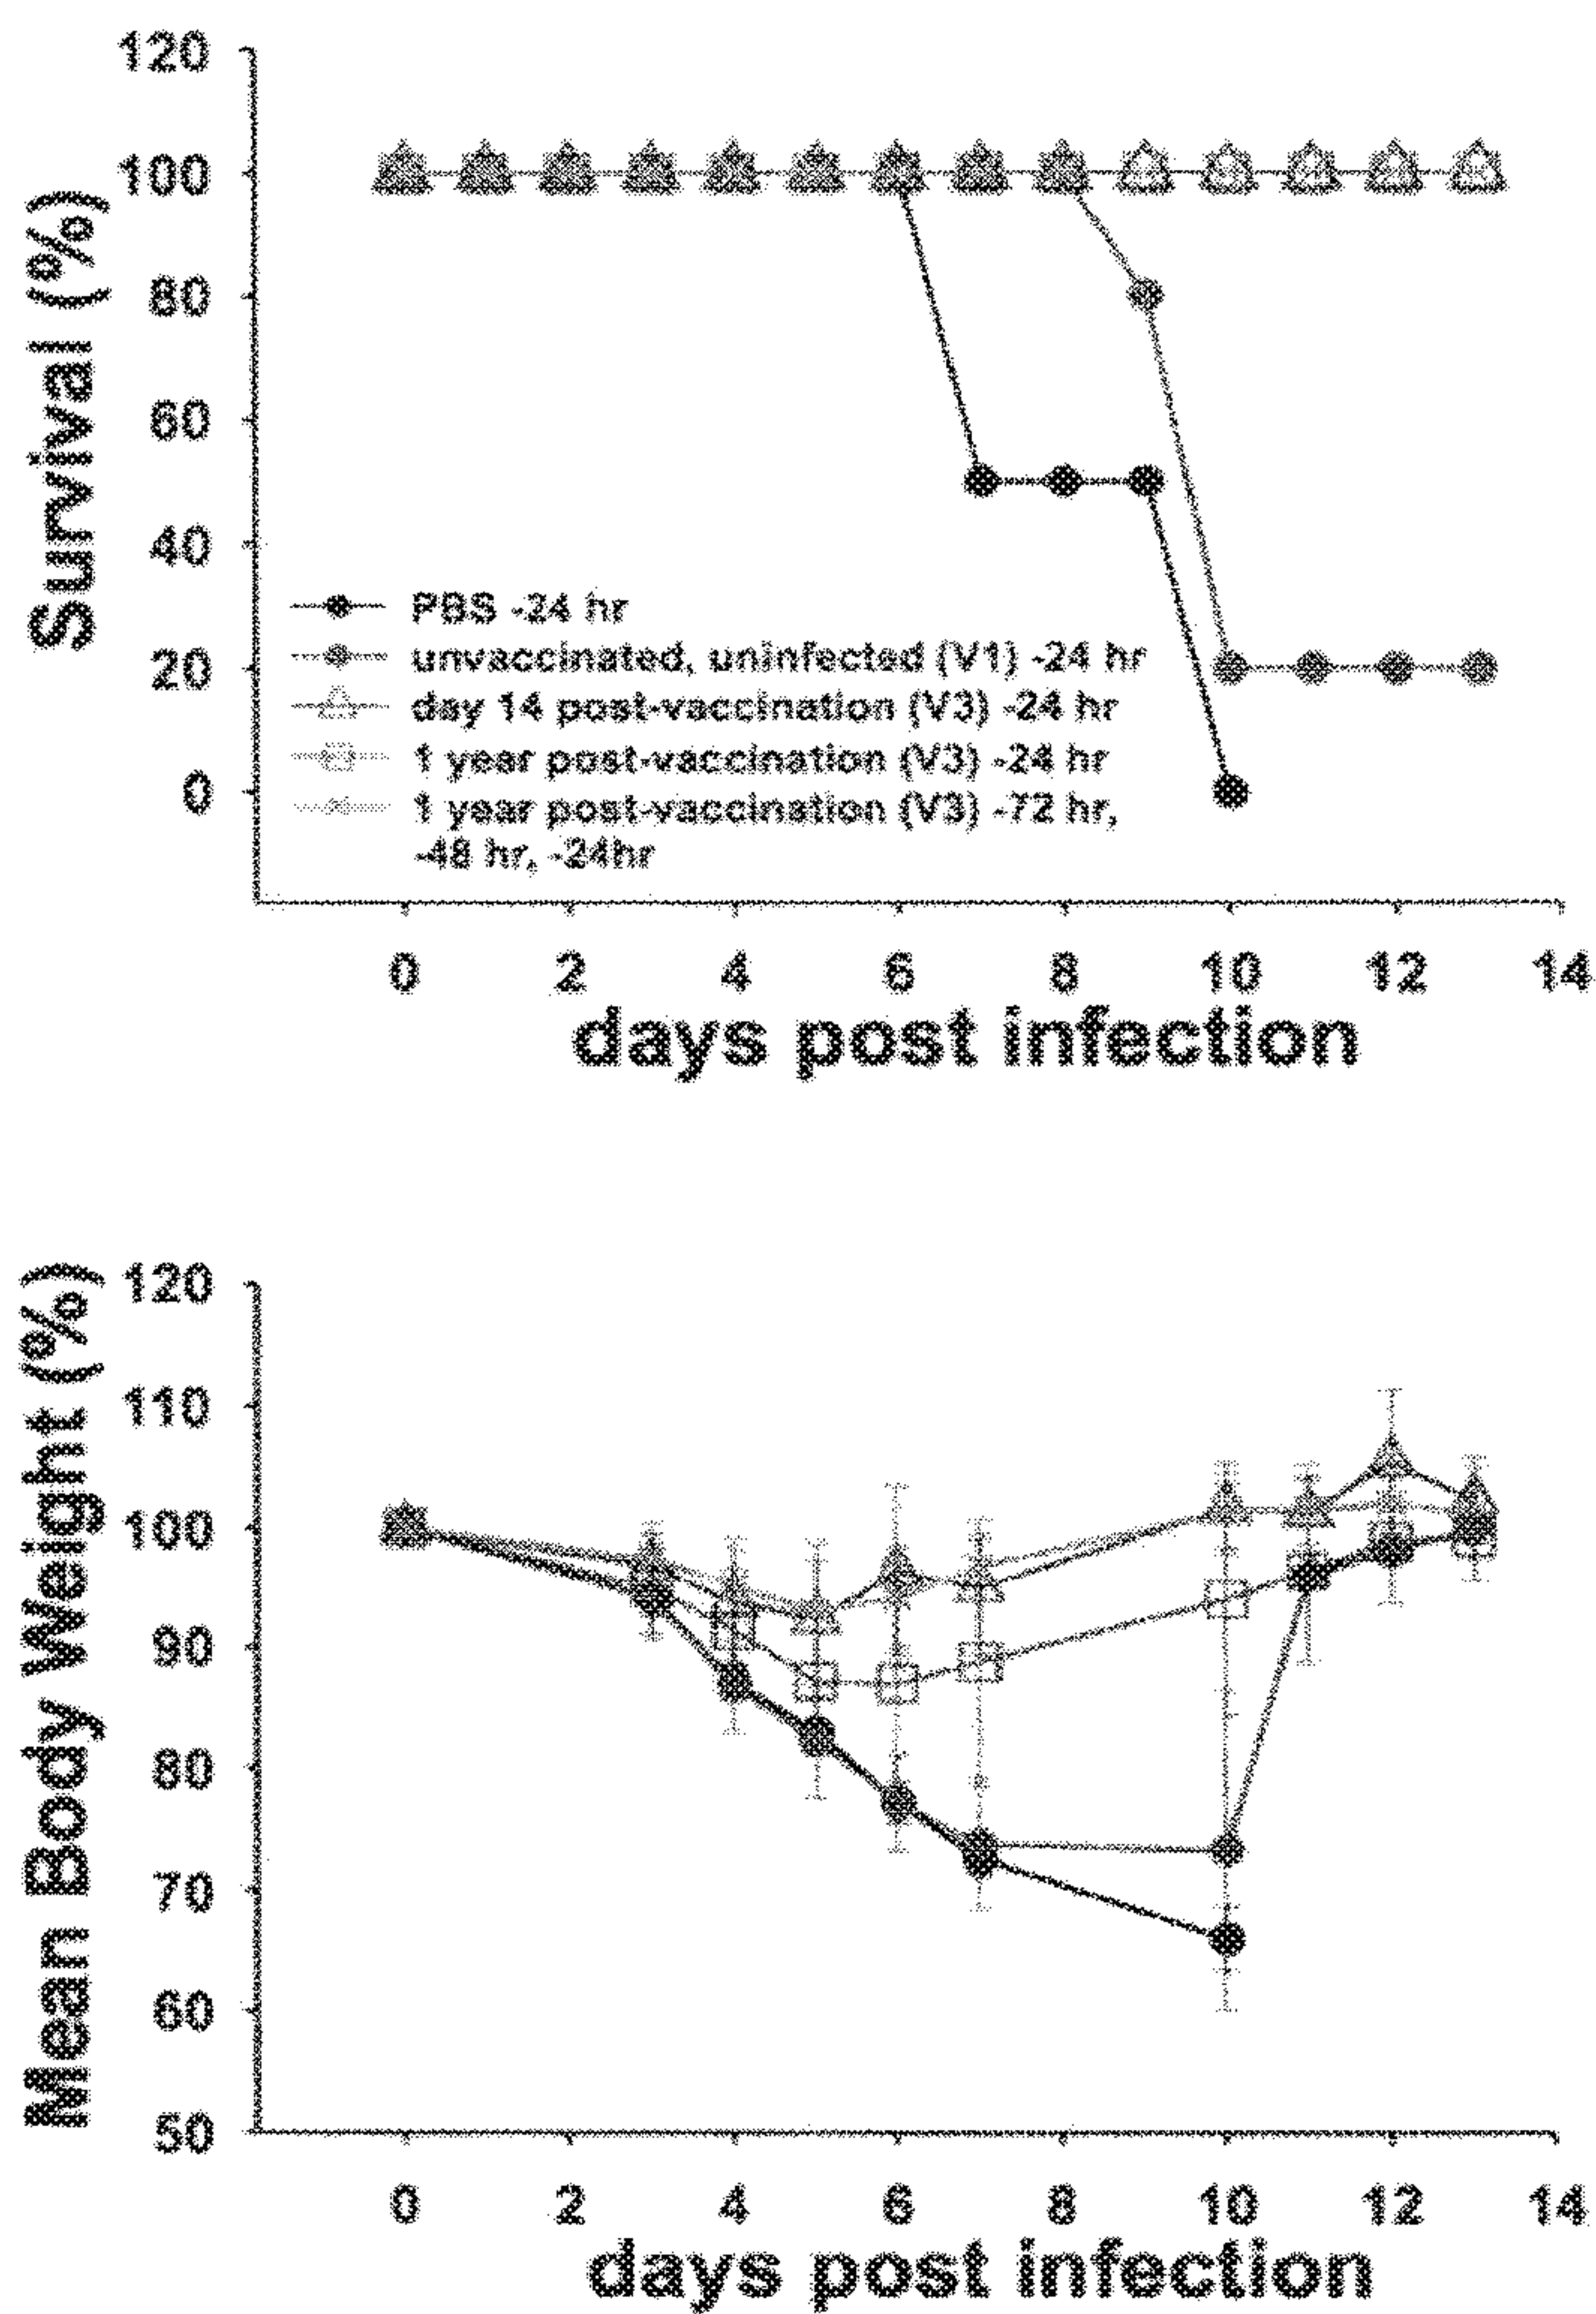 120
100
80
60
40
20
0
Survival (%)
PBS -24 hr
unvaccinated, uninfected (V1) -24 hr
day 14 post-vaccination (V3) -24 hr
1 year post-vaccination (V3) -24 hr
1 year post-vaccination (V3) -72 hr,
-48 hr, -24hr
0 2 4 6 8 10 12 14
days post infection
120
110
100
90
80
70
60
50
Mean Body Weight (%)
0 2 4 6 8 10 12 14
days post infection